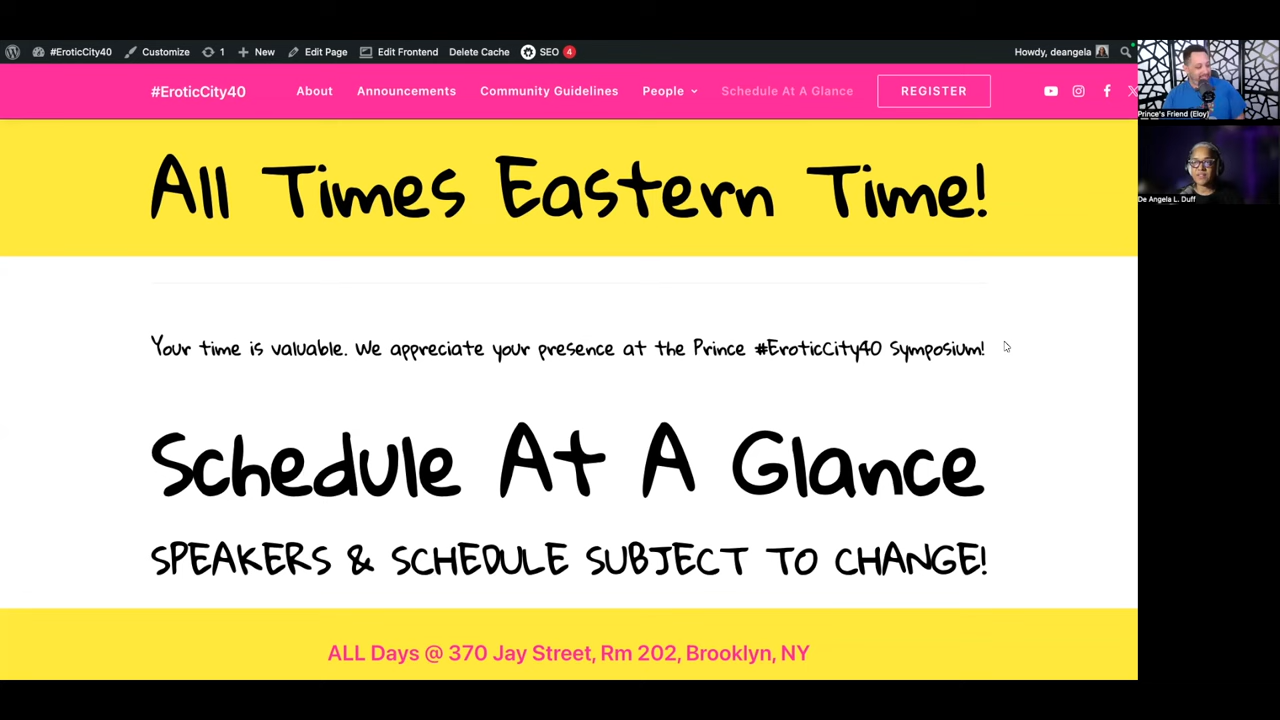 #EroticCity40 Customize 1 New Edit Page Edit Frontend Delete Cache SEO 4 Howdy, deangela
#EroticCity40 About Announcements Community Guidelines People Schedule At A Glance REGISTER
Prince's Friend (Eloy)
De Angela L. Duff
All Times Eastern Time!
Your time is valuable. We appreciate your presence at the Prince #EroticCity40 Symposium!
Schedule At A Glance
SPEAKERS & SCHEDULE SUBJECT TO CHANGE!
ALL Days @ 370 Jay Street, Rm 202, Brooklyn, NY